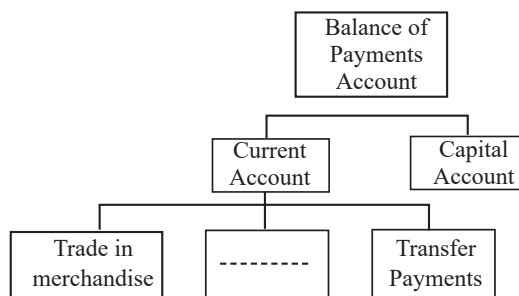 Balance of
Payments
Account
Current
Account
Capital
Account
Trade in
merchandise
Transfer
Payments